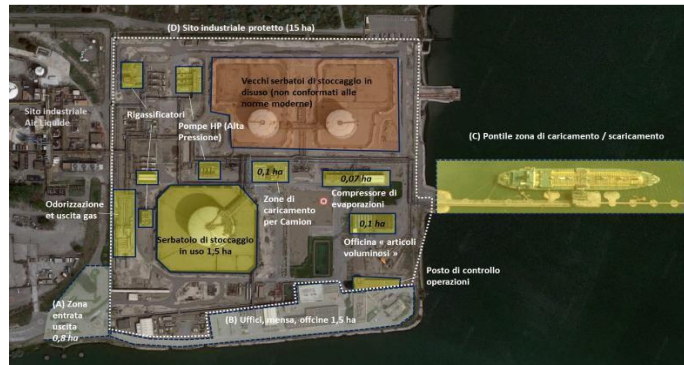 (D) Sito industriale protetto (15 ha)
Vecchi serbatoi di stoccaggio in
disuso (non conformati alle
norme moderne)
Sito industriale
Air Liquide
Rigassificatori
Pompe HP (Alta
Pressione)
(C) Pontile zona di caricamento / scaricamento
0,1 ha
0,07 ha
Zone di
caricamento
per Camion
Compressore di
evaporazioni
0,1 ha
Odorizzazione
et uscita gas
Serbatolo di stoccaggio
in uso 1,5 ha
Officina « articoli
voluminosi »
Posto di controllo
operazioni
(A) Zona
entrata
uscita
0,8 ha
(B) Uffici, mensa, offcine 1,5 ha